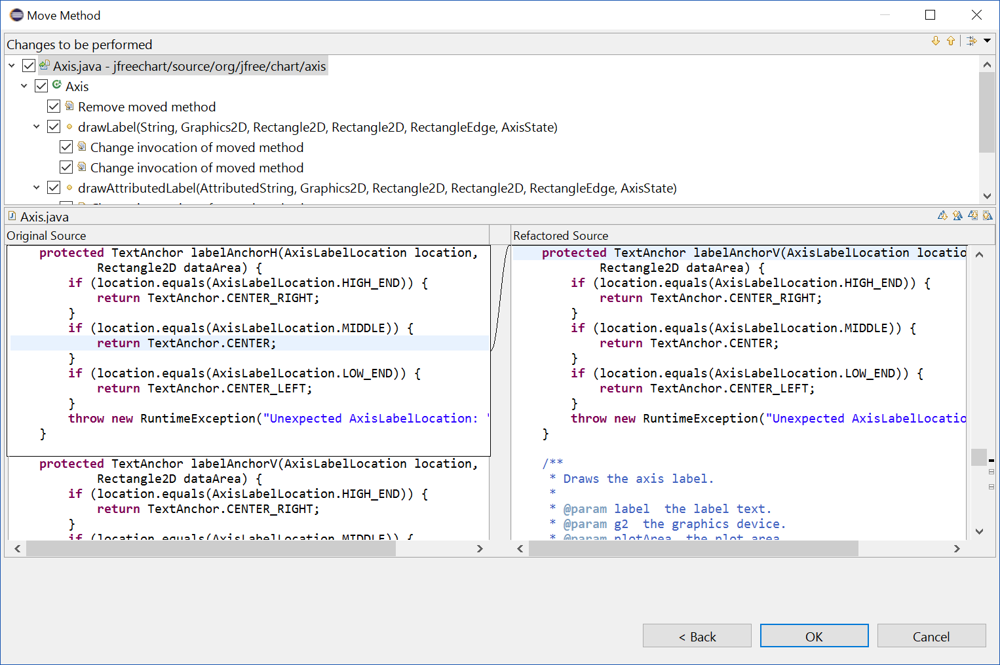 Move Method
Changes to be performed
Axis.java - jfreechart/source/org/jfree/chart/axis
Axis
Remove moved method
drawLabel(String, Graphics2D, Rectangle2D, Rectangle2D, RectangleEdge, AxisState)
Change invocation of moved method
Change invocation of moved method
drawAttributedLabel(AttributedString, Graphics2D, Rectangle2D, Rectangle2D, RectangleEdge, AxisState)
Axis.java
Original Source
protected TextAnchor labelAnchorH(AxisLabelLocation location,
Rectangle2D dataArea) {
if (location.equals(AxisLabelLocation.HIGH_END)) {
return TextAnchor.CENTER_RIGHT;
}
if (location.equals(AxisLabelLocation.MIDDLE)) {
return TextAnchor.CENTER;
}
if (location.equals(AxisLabelLocation.LOW_END)) {
return TextAnchor.CENTER_LEFT;
}
throw new RuntimeException("Unexpected AxisLabelLocation: "
}
protected TextAnchor labelAnchorV(AxisLabelLocation location,
Rectangle2D dataArea) {
if (location.equals(AxisLabelLocation.HIGH_END)) {
return TextAnchor.CENTER_RIGHT;
}
if (location.equals(AxisLabelLocation.MIDDLE)) {
Refactored Source
protected TextAnchor labelAnchorV(AxisLabelLocation locatio
Rectangle2D dataArea) {
if (location.equals(AxisLabelLocation.HIGH_END)) {
return TextAnchor.CENTER_RIGHT;
}
if (location.equals(AxisLabelLocation.MIDDLE)) {
return TextAnchor.CENTER;
}
if (location.equals(AxisLabelLocation.LOW_END)) {
return TextAnchor.CENTER_LEFT;
}
throw new RuntimeException("Unexpected AxisLabelLocatio
}
/**
* Draws the axis label.
*
* @param label  the label text.
* @param g2  the graphics device.
* @param plotArea  the plot area
< Back
OK
Cancel